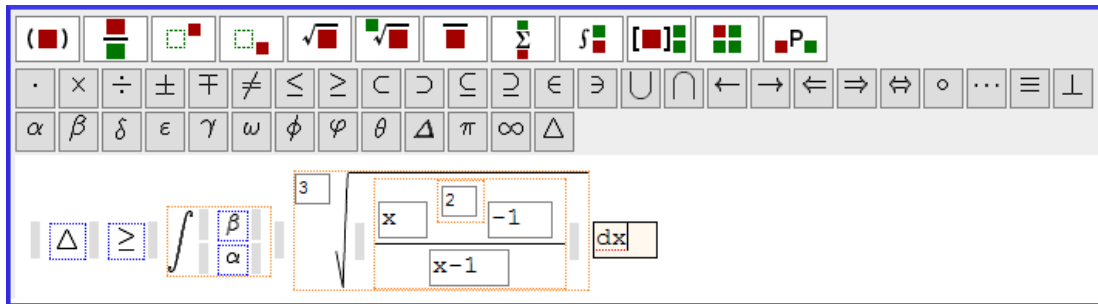 (■) ■/■ □■ □■ √■ ■√■ ■̅ Σ ∫ [■] ■P■
· × ÷ ± ∓ ≠ ≤ ≥ ⊂ ⊃ ⊆ ⊇ ∈ ∋ ⋃ ⋂ ← → ⇐ ⇒ ⇔ ∘ ⋯ ≡ ⊥
α β δ ε γ ω ϕ φ θ Δ π ∞ △
△ ≥ ∫ β α 3 √ x 2 -1 x-1 dx